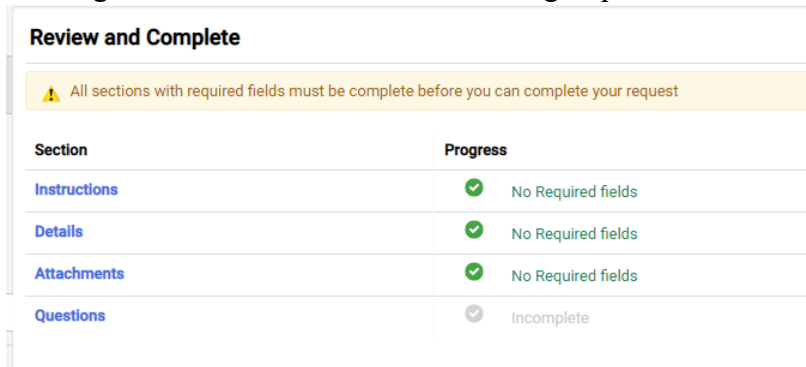 Review and Complete
All sections with required fields must be complete before you can complete your request
Section Progress
Instructions No Required fields
Details No Required fields
Attachments No Required fields
Questions Incomplete